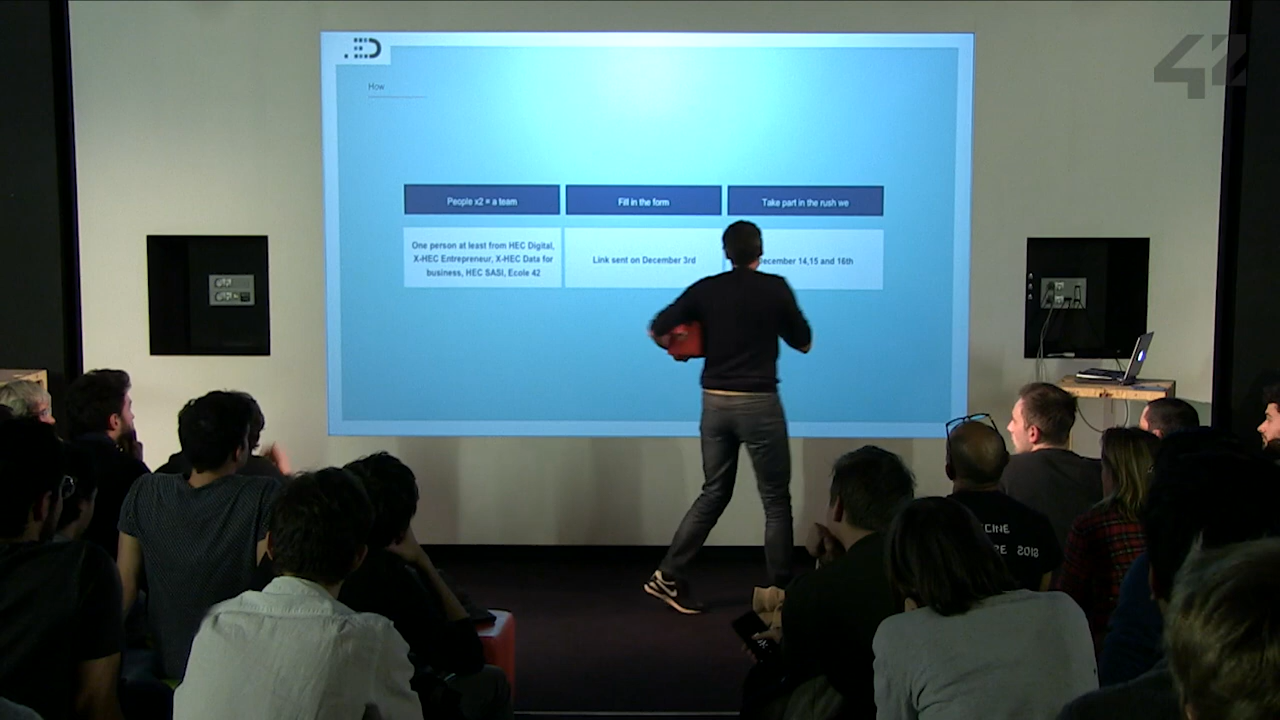 42
How
People x2 = a team
Fill in the form
Take part in the rush we
One person at least from HEC Digital,
X-HEC Entrepreneur, X-HEC Data for
business, HEC SASI, Ecole 42
Link sent on December 3rd
December 14,15 and 16th
2013